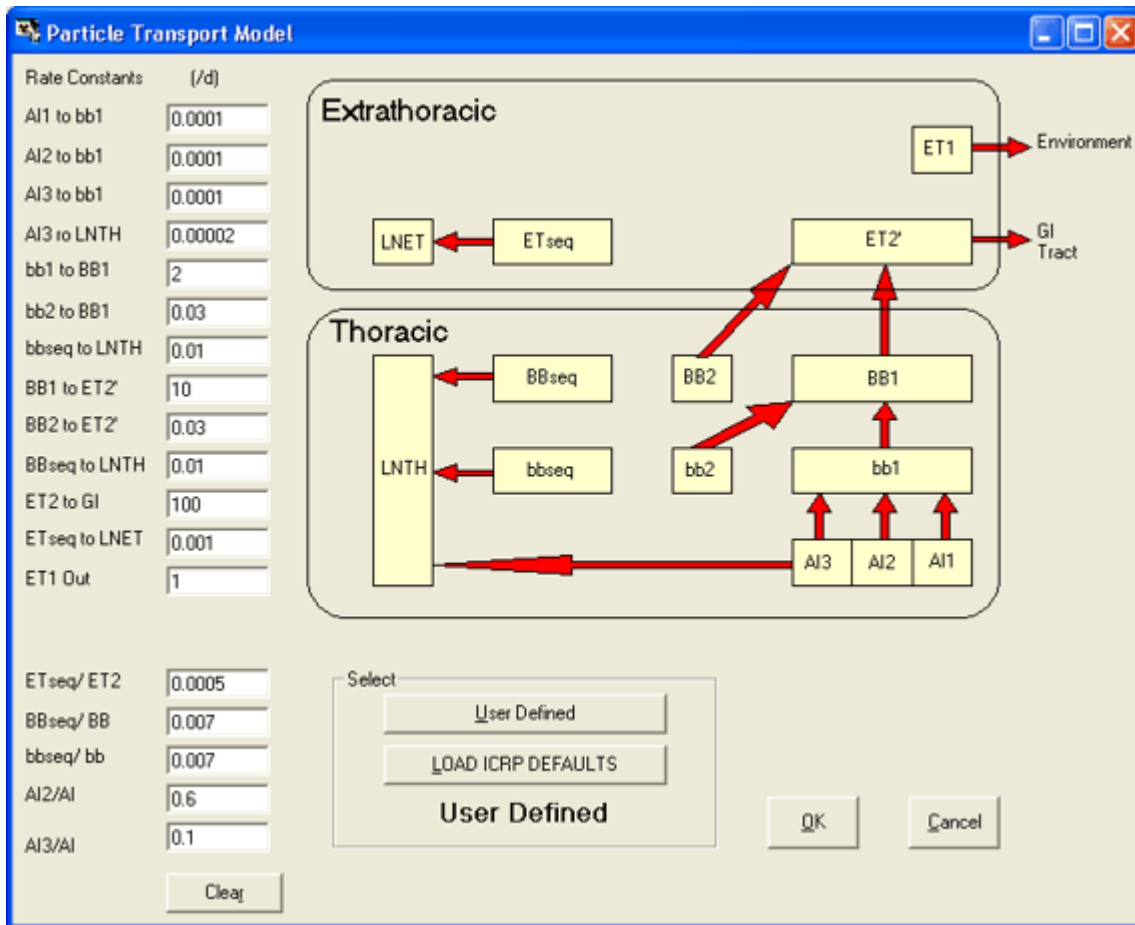 Particle Transport Model
Rate Constants (/d)
AI1 to bb1 0.0001
AI2 to bb1 0.0001
AI3 to bb1 0.0001
AI3 ro LNTH 0.00002
bb1 to BB1 2
bb2 to BB1 0.03
bbseq to LNTH 0.01
BB1 to ET2' 10
BB2 to ET2' 0.03
BBseq to LNTH 0.01
ET2 to GI 100
ETseq to LNET 0.001
ET1 Out 1
ETseq/ ET2 0.0005
BBseq/ BB 0.007
bbseq/ bb 0.007
AI2/AI 0.6
AI3/AI 0.1
Clear
Extrathoracic
ET1
Environment
LNET
ETseq
ET2'
GI
Tract
Thoracic
BBseq
BB2
BB1
LNTH
bbseq
bb2
bb1
AI3
AI2
AI1
Select
User Defined
LOAD ICRP DEFAULTS
User Defined
OK
Cancel